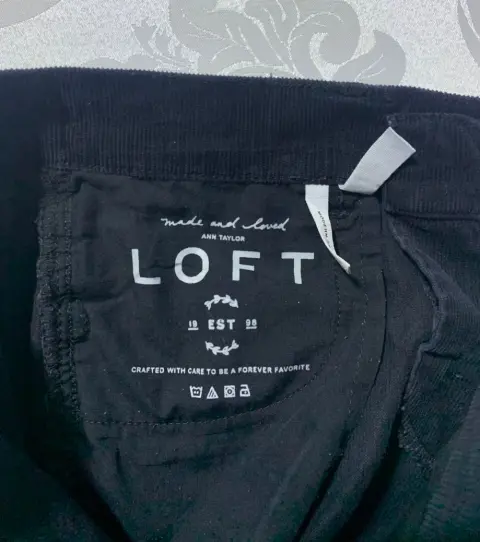 made and loved
ANN TAYLOR
LOFT
19 EST 98
CRAFTED WITH CARE TO BE A FOREVER FAVORITE